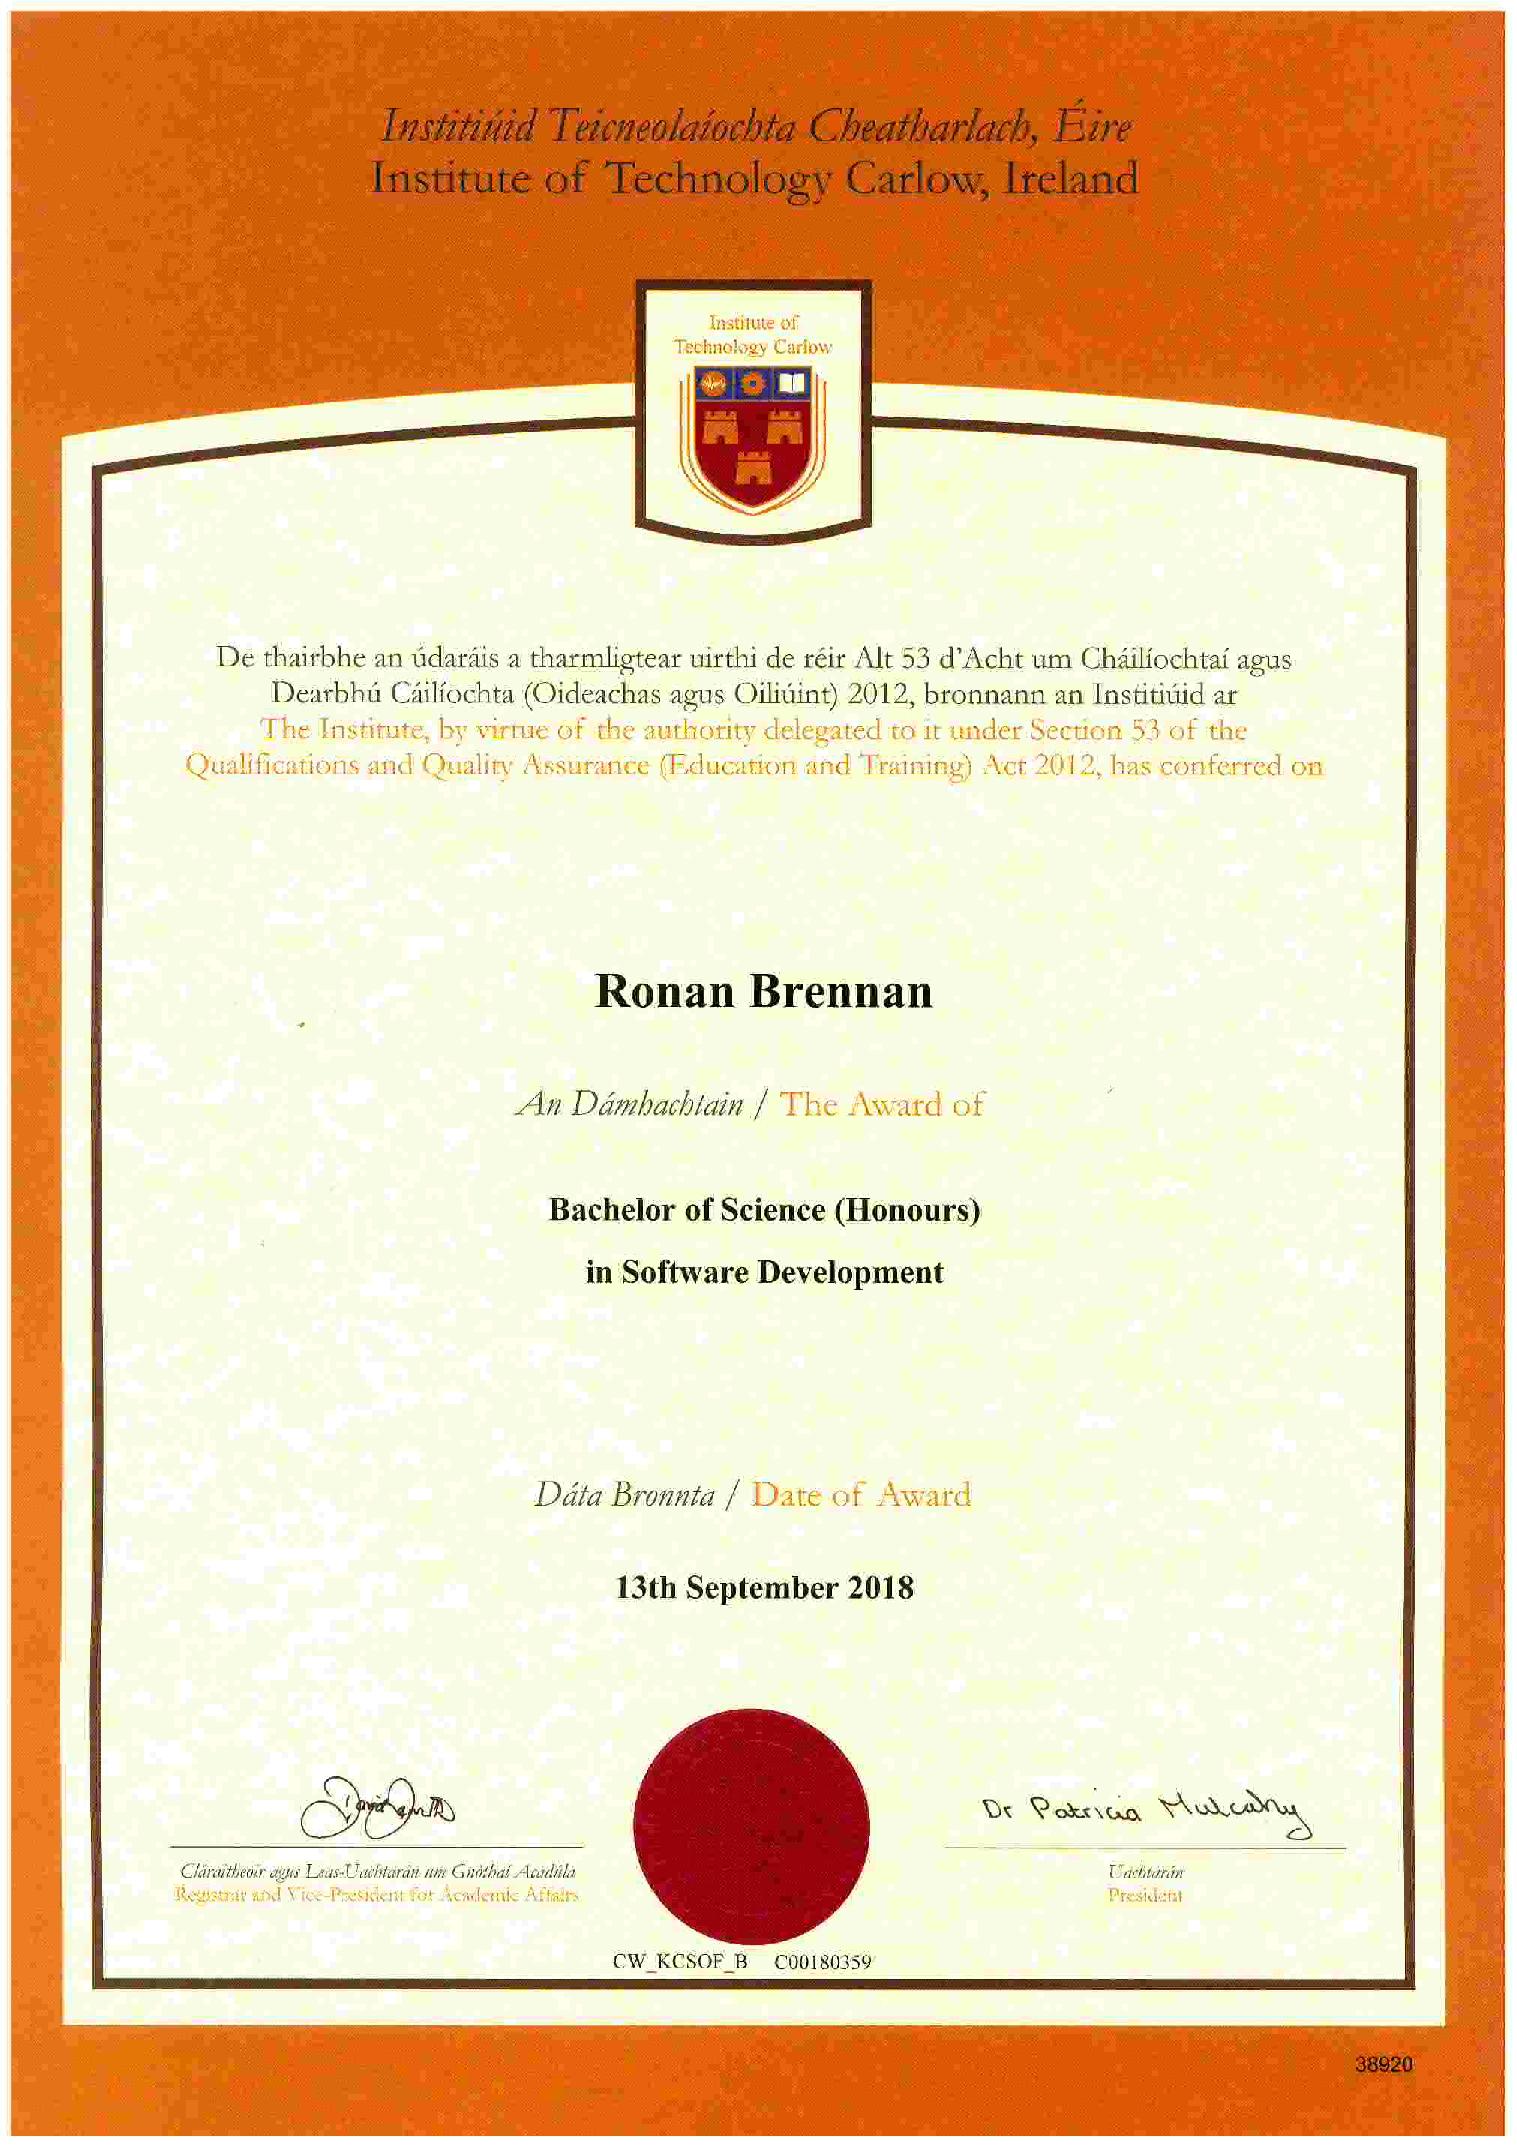 Institiúid Teicneolaíochta Cheatharlach, Éire
Institute of Technology Carlow, Ireland
Institute of
Technology Carlow
De thairbhe an údaráis a tharmligtear uirthi de réir Alt 53 d'Acht um Cháilíochtaí agus
Dearbhú Cáilíochta (Oideachas agus Oiliúint) 2012, bronnann an Institiúid ar
The Institute, by virtue of the authority delegated to it under Section 53 of the
Qualifications and Quality Assurance (Education and Training) Act 2012, has conferred on
Ronan Brennan
An Dámhachtain / The Award of
Bachelor of Science (Honours)
in Software Development
Dáta Bronnta / Date of Award
13th September 2018
Dr Patricia Mulcahy
Cláraitheoir agus Leas-Uachtarán um Gnóthaí Acadúla
Registrar and Vice-President for Academic Affairs
Uachtarán
President
CW_KCSOF_B C00180359
38920